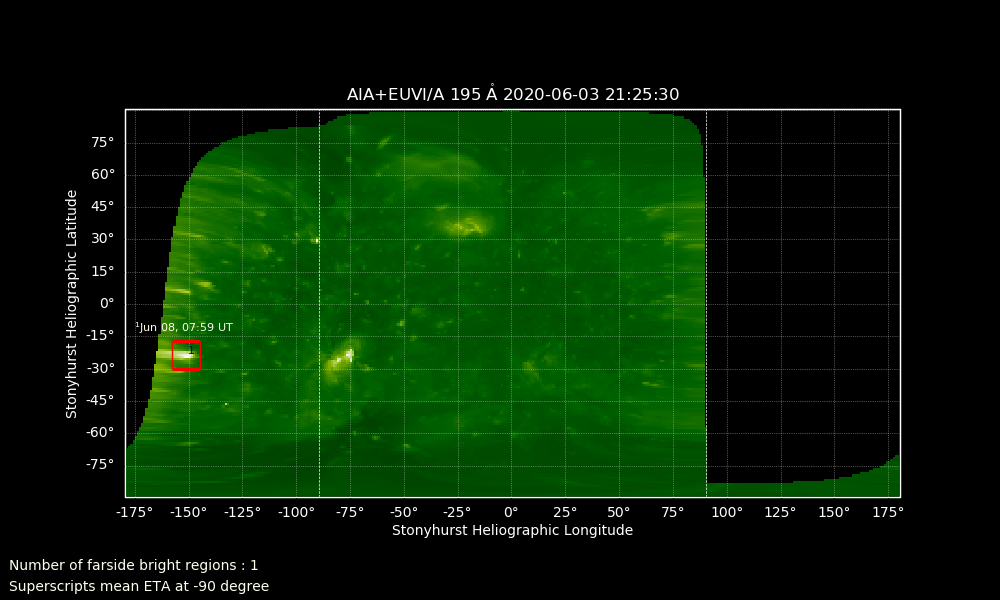 AIA+EUVI/A 195 Å 2020-06-03 21:25:30
75°
60°
45°
30°
15°
0°
-15°
-30°
-45°
-60°
-75°
Stonyhurst Heliographic Latitude
¹Jun 08, 07:59 UT
1
-175° -150° -125° -100° -75° -50° -25° 0° 25° 50° 75° 100° 125° 150° 175°
Stonyhurst Heliographic Longitude
Number of farside bright regions : 1
Superscripts mean ETA at -90 degree